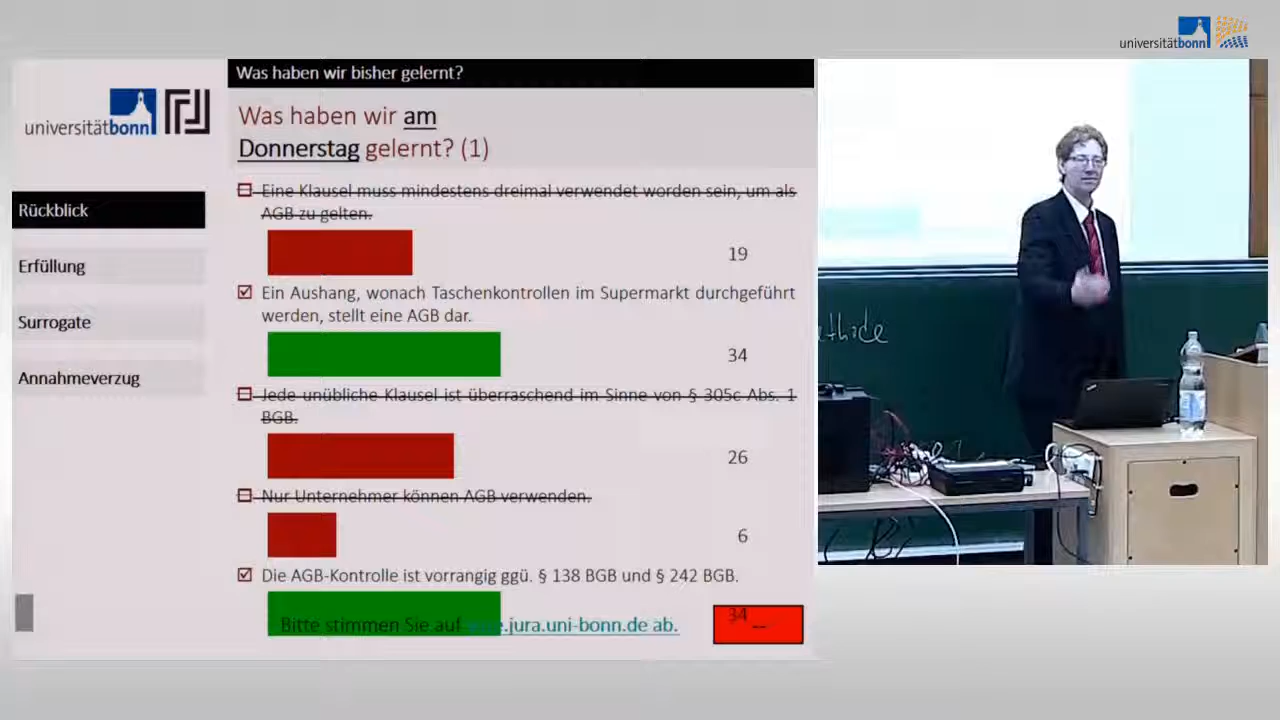 universitätbonn
Was haben wir bisher gelernt?
universitätbonn
Was haben wir am
Donnerstag gelernt? (1)
Rückblick
Erfüllung
Surrogate
Annahmeverzug
Eine Klausel muss mindestens dreimal verwendet worden sein, um als
AGB zu gelten.
19
Ein Aushang, wonach Taschenkontrollen im Supermarkt durchgeführt
werden, stellt eine AGB dar.
34
Jede unübliche Klausel ist überraschend im Sinne von § 305c Abs. 1
BGB.
26
Nur Unternehmer können AGB verwenden.
6
Die AGB-Kontrolle ist vorrangig ggü. § 138 BGB und § 242 BGB.
34
Bitte stimmen Sie auf .jura.uni-bonn.de ab.
--